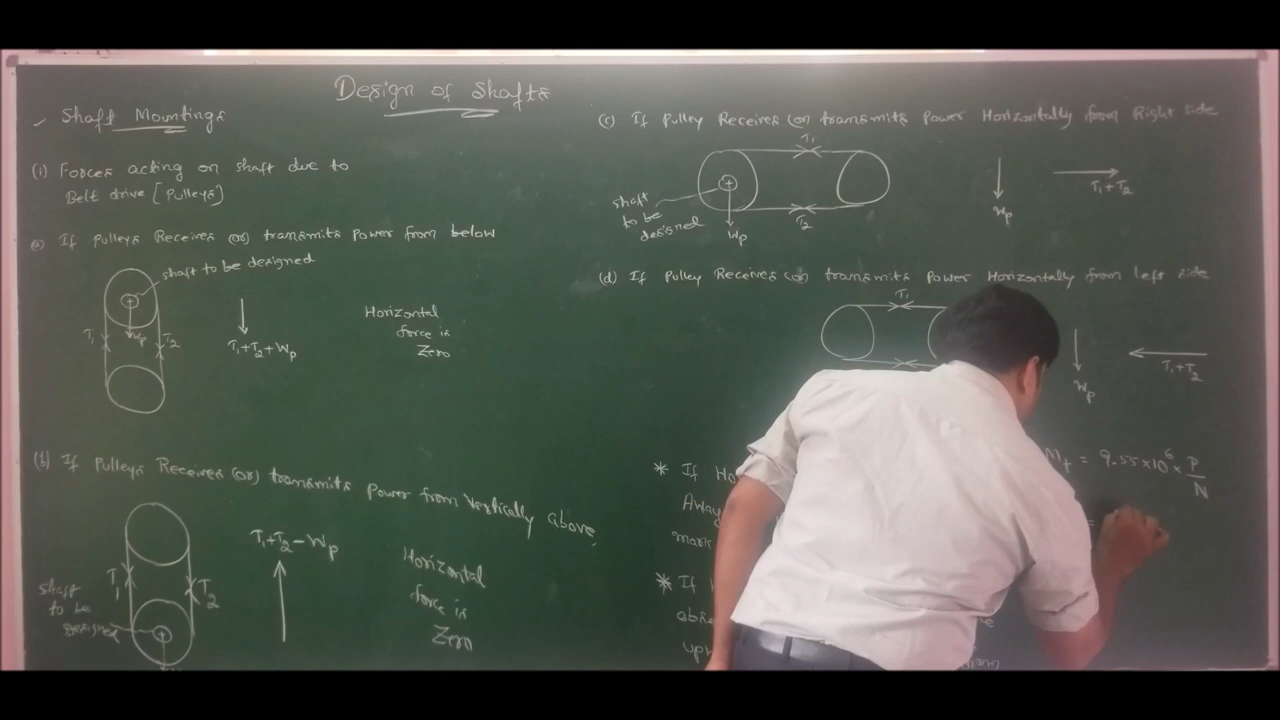 Design of Shafts
Shaft Mountings
(i) Forces acting on shaft due to
Belt drive [Pulleys]
(a) If Pulleys Receives (or) transmits Power from below
shaft to be designed
T₁
T₂
Wp
T₁+T₂+Wp
Horizontal
force is
Zero
(b) If Pulleys Receives (or) transmits Power from Vertically above
T₁
T₂
shaft
to be
designed
T₁+T₂-Wp
Horizontal
force is
Zero
(c) If Pulley Receives (or) transmits Power Horizontally from Right side
T₁
T₂
shaft
to be
designed
Wp
Wp
T₁+T₂
(d) If Pulley Receives (or) transmits Power Horizontally from left side
T₁
Wp
T₁+T₂
* If Ho
Away
mark
* If
abo
upw
Mt = 9.55×10⁶ × P/N
=